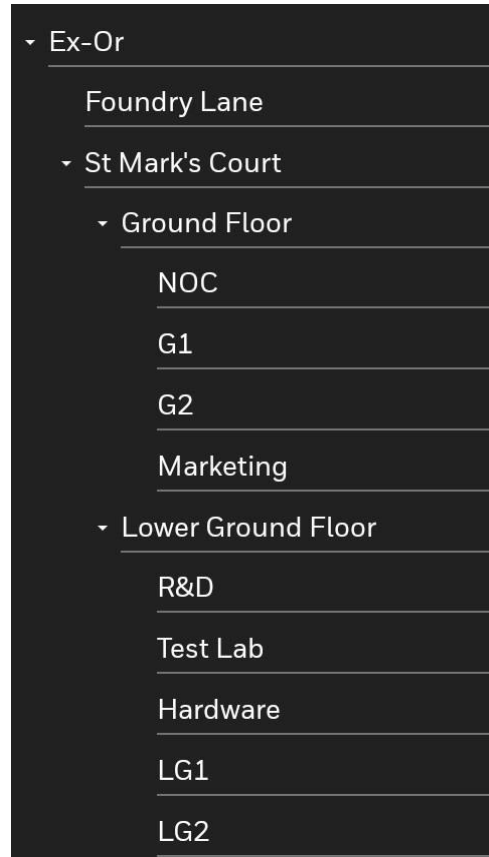 Ex-Or
Foundry Lane
St Mark's Court
Ground Floor
NOC
G1
G2
Marketing
Lower Ground Floor
R&D
Test Lab
Hardware
LG1
LG2